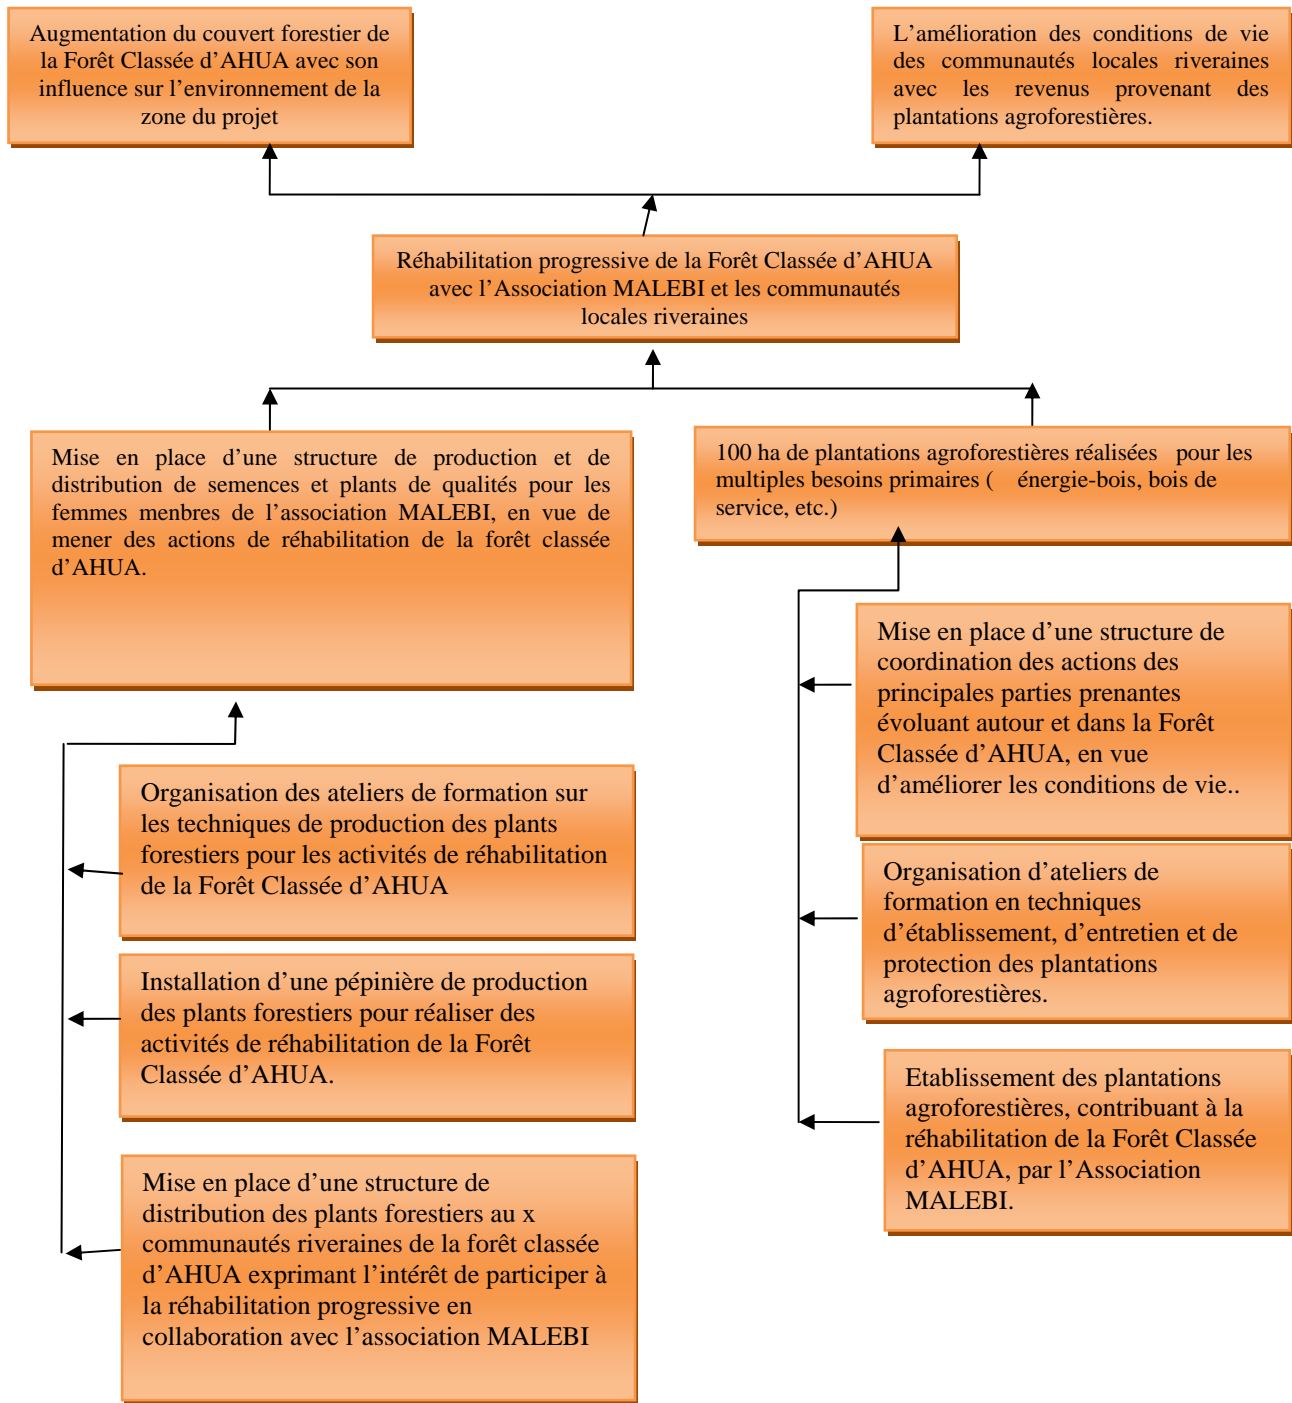 Augmentation du couvert forestier de
la Forêt Classée d’AHUA avec son
influence sur l’environnement de la
zone du projet
L’amélioration des conditions de vie
des communautés locales riveraines
avec les revenus provenant des
plantations agroforestières.
Réhabilitation progressive de la Forêt Classée d’AHUA
avec l’Association MALEBI et les communautés
locales riveraines
Mise en place d’une structure de production et de
distribution de semences et plants de qualités pour les
femmes menbres de l’association MALEBI, en vue de
mener des actions de réhabilitation de la forêt classée
d’AHUA.
100 ha de plantations agroforestières réalisées pour les
multiples besoins primaires ( énergie-bois, bois de
service, etc.)
Organisation des ateliers de formation sur
les techniques de production des plants
forestiers pour les activités de réhabilitation
de la Forêt Classée d’AHUA
Installation d’une pépinière de production
des plants forestiers pour réaliser des
activités de réhabilitation de la Forêt
Classée d’AHUA.
Mise en place d’une structure de
distribution des plants forestiers au x
communautés riveraines de la forêt classée
d’AHUA exprimant l’intérêt de participer à
la réhabilitation progressive en
collaboration avec l’association MALEBI
Mise en place d’une structure de
coordination des actions des
principales parties prenantes
évoluant autour et dans la Forêt
Classée d’AHUA, en vue
d’améliorer les conditions de vie..
Organisation d’ateliers de
formation en techniques
d’établissement, d’entretien et de
protection des plantations
agroforestières.
Etablissement des plantations
agroforestières, contribuant à la
réhabilitation de la Forêt Classée
d’AHUA, par l’Association
MALEBI.